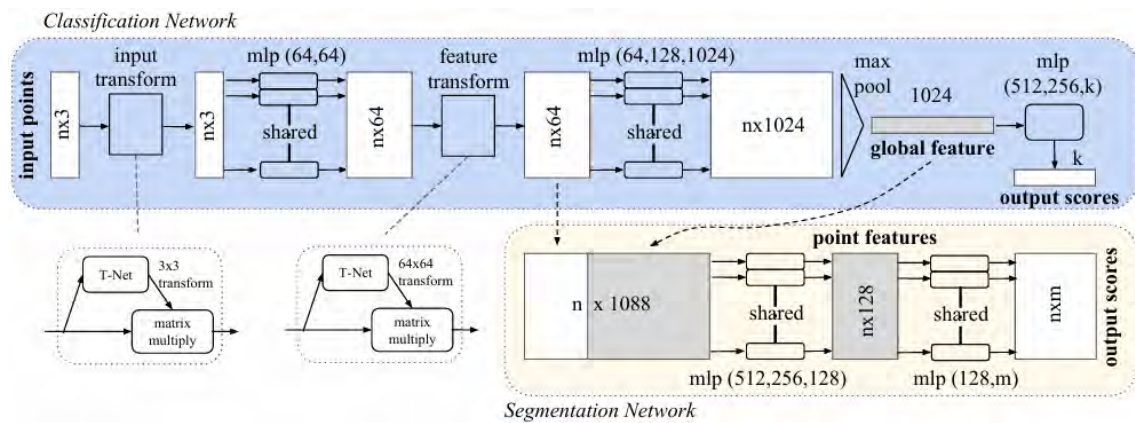 Classification Network
input points
nx3
input
transform
nx3
mlp (64,64)
shared
nx64
feature
transform
nx64
mlp (64,128,1024)
shared
nx1024
max
pool
1024
global feature
mlp
(512,256,k)
k
output scores
T-Net
3x3
transform
matrix
multiply
T-Net
64x64
transform
matrix
multiply
point features
n x 1088
shared
mlp (512,256,128)
nx128
shared
mlp (128,m)
nxm
output scores
Segmentation Network